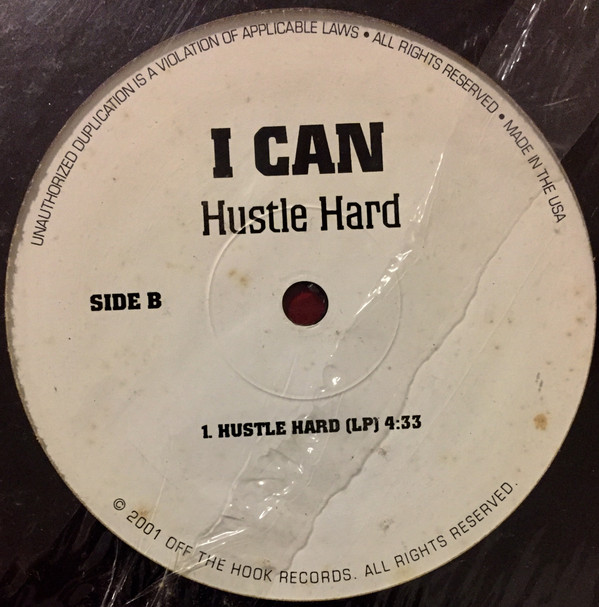 UNAUTHORIZED DUPLICATION IS A VIOLATION OF APPLICABLE LAWS • ALL RIGHTS RESERVED • MADE IN THE USA
I CAN
Hustle Hard
SIDE B
1. HUSTLE HARD (LP) 4:33
© 2001 OFF THE HOOK RECORDS. ALL RIGHTS RESERVED.